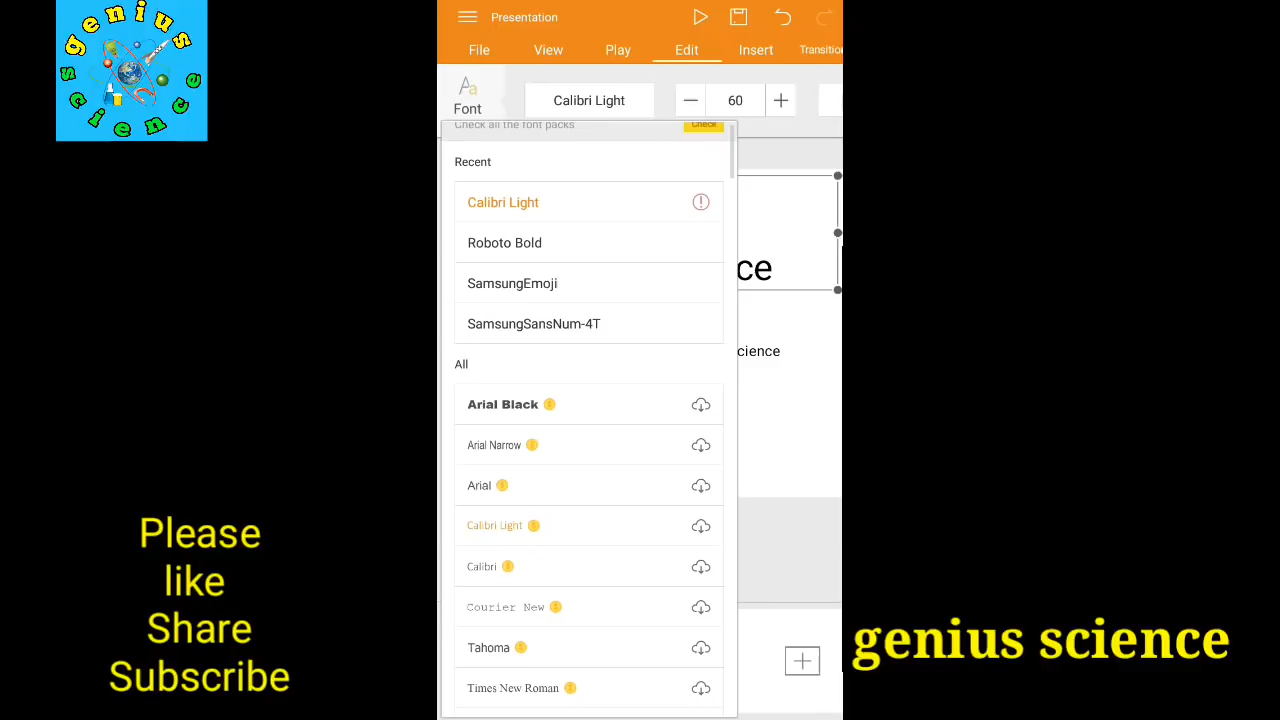 genius
science
Presentation
File View Play Edit Insert Transition
Font
Calibri Light
60
Check all the font packs
Check
Recent
Calibri Light
Roboto Bold
SamsungEmoji
SamsungSansNum-4T
All
Arial Black
Arial Narrow
Arial
Calibri Light
Calibri
Courier New
Tahoma
Times New Roman
ce
cience
Please
like
Share
Subscribe
genius science